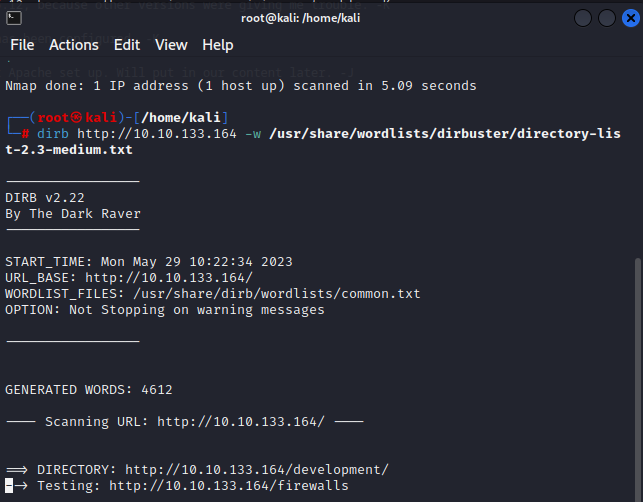 root@kali: /home/kali
File Actions Edit View Help
Nmap done: 1 IP address (1 host up) scanned in 5.09 seconds
┌──(root㉿kali)-[/home/kali]
└─# dirb http://10.10.133.164 -w /usr/share/wordlists/dirbuster/directory-lis
t-2.3-medium.txt
-----------------
DIRB v2.22
By The Dark Raver
-----------------
START_TIME: Mon May 29 10:22:34 2023
URL_BASE: http://10.10.133.164/
WORDLIST_FILES: /usr/share/dirb/wordlists/common.txt
OPTION: Not Stopping on warning messages
-----------------
GENERATED WORDS: 4612
---- Scanning URL: http://10.10.133.164/ ----
==> DIRECTORY: http://10.10.133.164/development/
--> Testing: http://10.10.133.164/firewalls